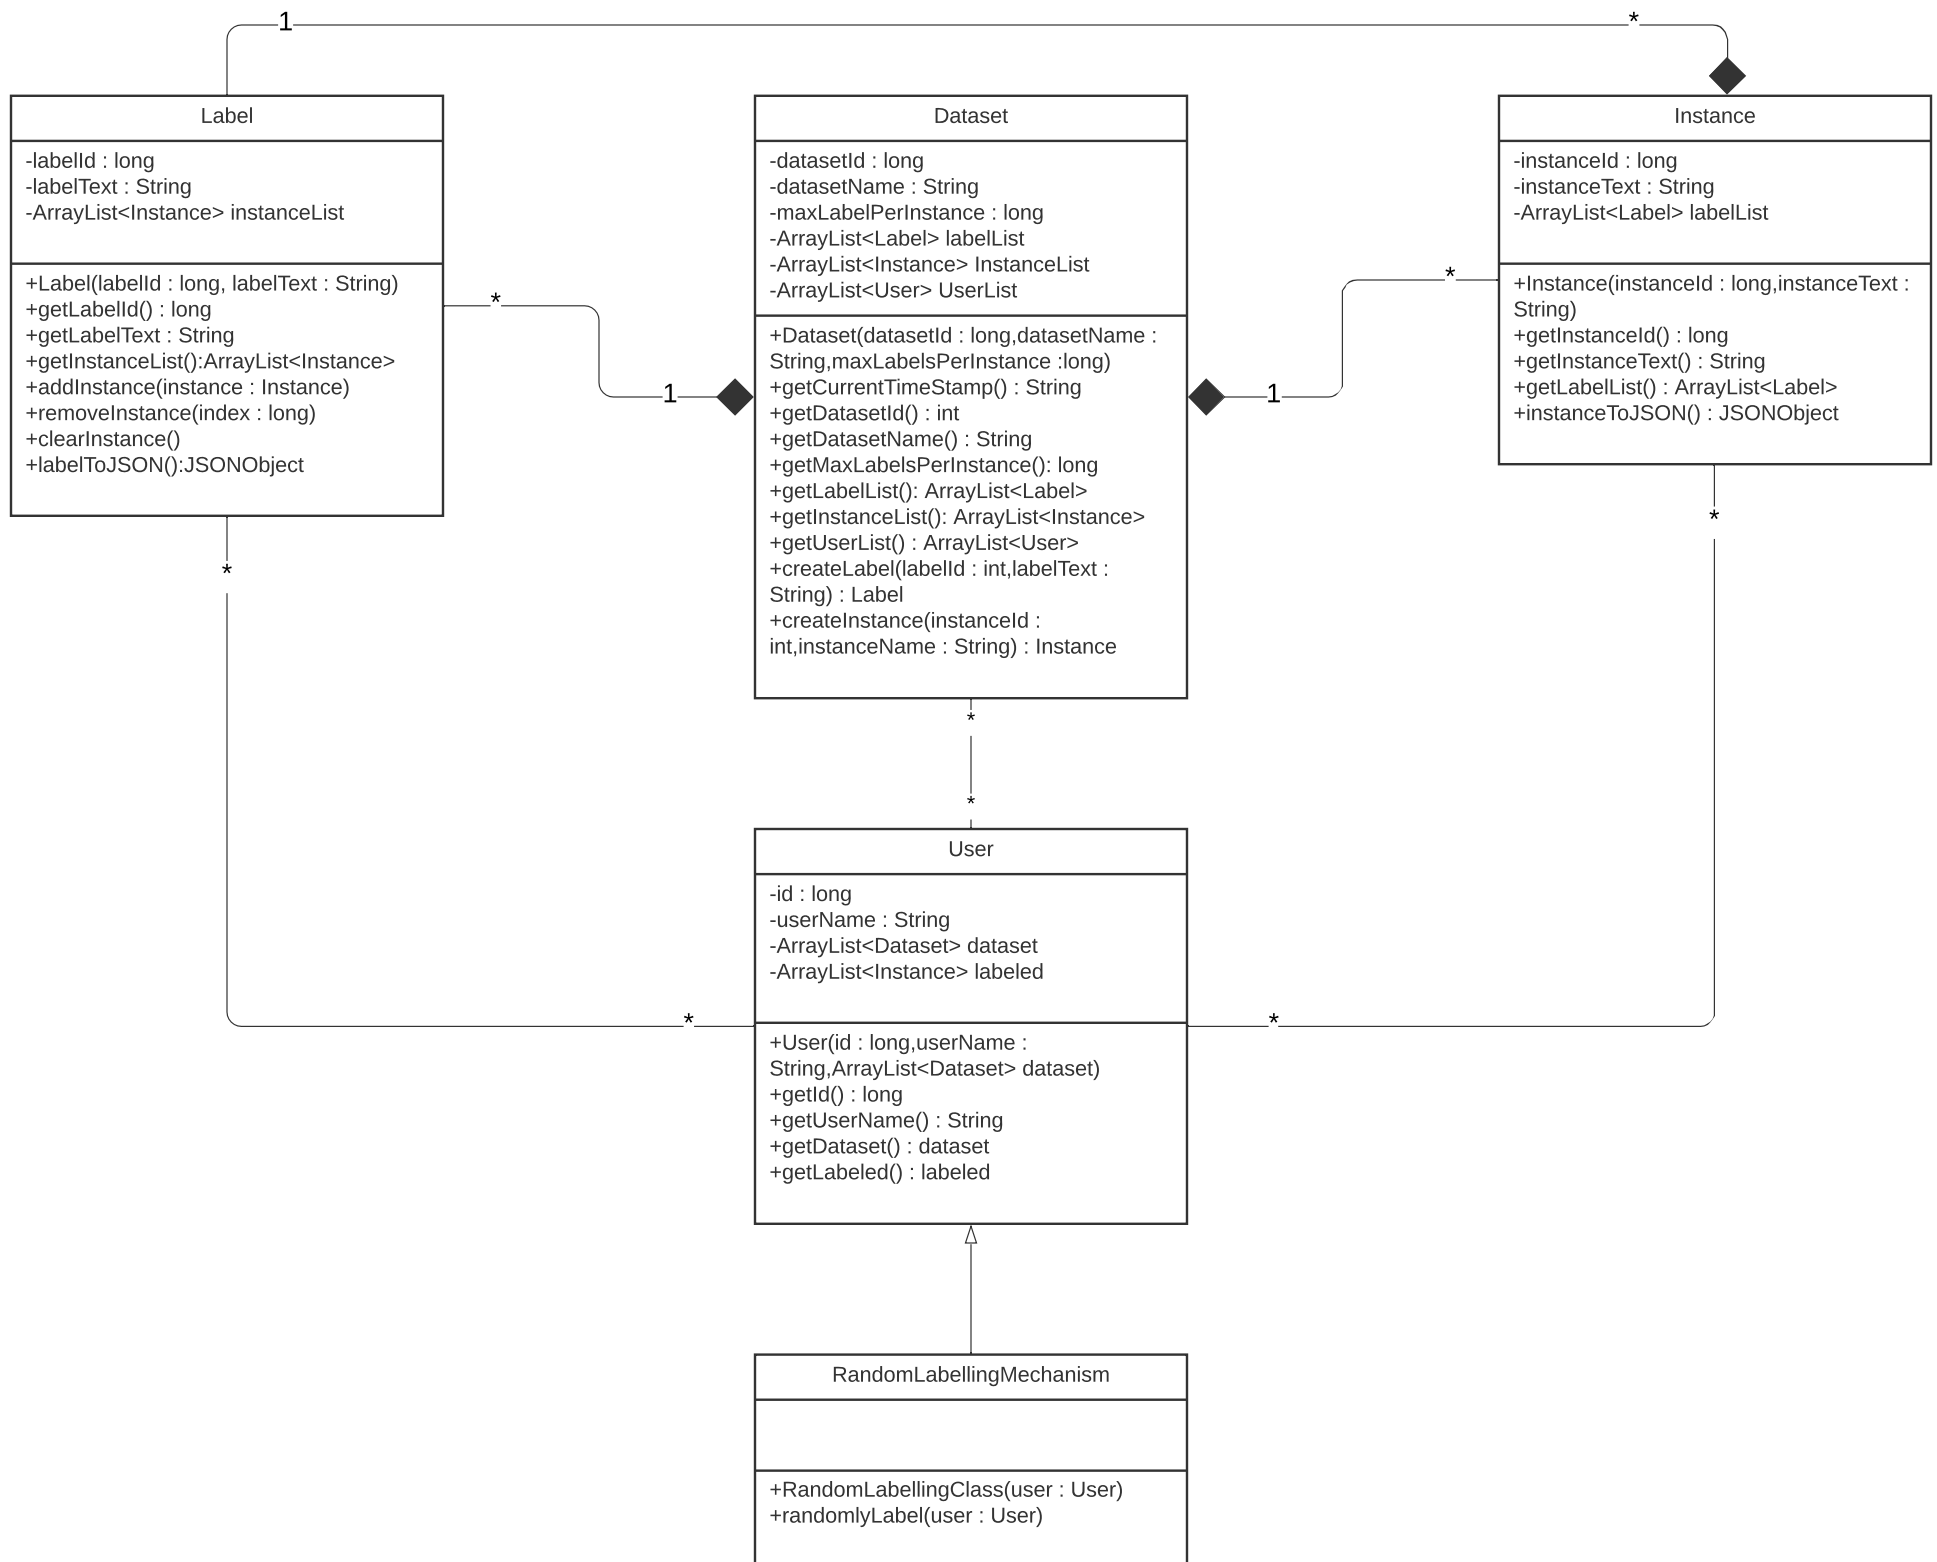 1
*
Label
-labelId : long
-labelText : String
-ArrayList<Instance> instanceList
+Label(labelId : long, labelText : String)
+getLabelId() : long
+getLabelText : String
+getInstanceList():ArrayList<Instance>
+addInstance(instance : Instance)
+removeInstance(index : long)
+clearInstance()
+labelToJSON():JSONObject
*
1
Dataset
-datasetId : long
-datasetName : String
-maxLabelPerInstance : long
-ArrayList<Label> labelList
-ArrayList<Instance> InstanceList
-ArrayList<User> UserList
+Dataset(datasetId : long,datasetName :
String,maxLabelsPerInstance :long)
+getCurrentTimeStamp() : String
+getDatasetId() : int
+getDatasetName() : String
+getMaxLabelsPerInstance(): long
+getLabelList(): ArrayList<Label>
+getInstanceList(): ArrayList<Instance>
+getUserList() : ArrayList<User>
+createLabel(labelId : int,labelText :
String) : Label
+createInstance(instanceId :
int,instanceName : String) : Instance
1
*
Instance
-instanceId : long
-instanceText : String
-ArrayList<Label> labelList
+Instance(instanceId : long,instanceText :
String)
+getInstanceId() : long
+getInstanceText() : String
+getLabelList() : ArrayList<Label>
+instanceToJSON() : JSONObject
*
*
*
*
User
-id : long
-userName : String
-ArrayList<Dataset> dataset
-ArrayList<Instance> labeled
+User(id : long,userName :
String,ArrayList<Dataset> dataset)
+getId() : long
+getUserName() : String
+getDataset() : dataset
+getLabeled() : labeled
*
*
RandomLabellingMechanism
+RandomLabellingClass(user : User)
+randomlyLabel(user : User)